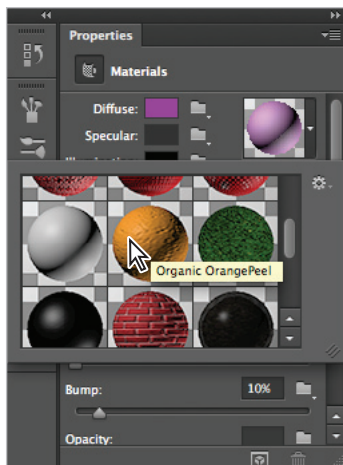 Properties
Materials
Diffuse:
Specular:
Organic OrangePeel
Bump: 10%
Opacity: